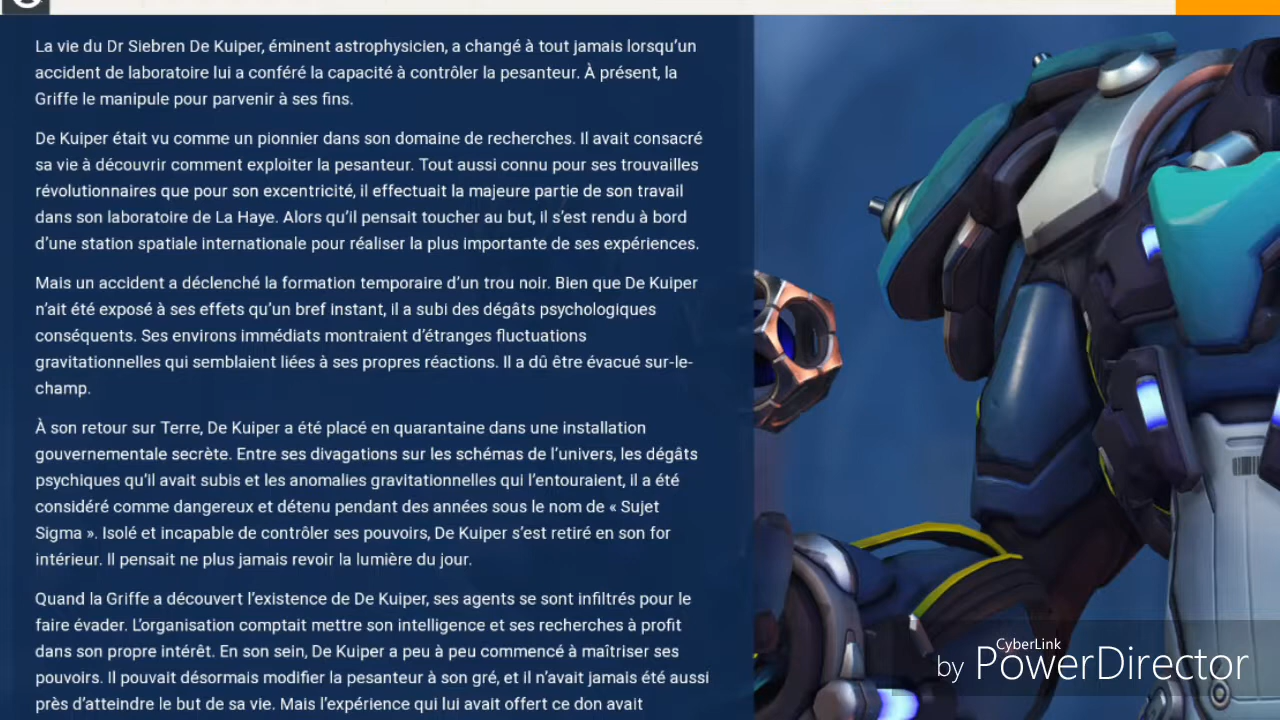 La vie du Dr Siebren De Kuiper, éminent astrophysicien, a changé à tout jamais lorsqu’un
accident de laboratoire lui a conféré la capacité à contrôler la pesanteur. À présent, la
Griffe le manipule pour parvenir à ses fins.
De Kuiper était vu comme un pionnier dans son domaine de recherches. Il avait consacré
sa vie à découvrir comment exploiter la pesanteur. Tout aussi connu pour ses trouvailles
révolutionnaires que pour son excentricité, il effectuait la majeure partie de son travail
dans son laboratoire de La Haye. Alors qu’il pensait toucher au but, il s’est rendu à bord
d’une station spatiale internationale pour réaliser la plus importante de ses expériences.
Mais un accident a déclenché la formation temporaire d’un trou noir. Bien que De Kuiper
n’ait été exposé à ses effets qu’un bref instant, il a subi des dégâts psychologiques
conséquents. Ses environs immédiats montraient d’étranges fluctuations
gravitationnelles qui semblaient liées à ses propres réactions. Il a dû être évacué sur-le-
champ.
À son retour sur Terre, De Kuiper a été placé en quarantaine dans une installation
gouvernementale secrète. Entre ses divagations sur les schémas de l’univers, les dégâts
psychiques qu’il avait subis et les anomalies gravitationnelles qui l’entouraient, il a été
considéré comme dangereux et détenu pendant des années sous le nom de « Sujet
Sigma ». Isolé et incapable de contrôler ses pouvoirs, De Kuiper s’est retiré en son for
intérieur. Il pensait ne plus jamais revoir la lumière du jour.
Quand la Griffe a découvert l’existence de De Kuiper, ses agents se sont infiltrés pour le
faire évader. L’organisation comptait mettre son intelligence et ses recherches à profit
dans son propre intérêt. En son sein, De Kuiper a peu à peu commencé à maîtriser ses
pouvoirs. Il pouvait désormais modifier la pesanteur à son gré, et il n’avait jamais été aussi
près d’atteindre le but de sa vie. Mais l’expérience qui lui avait offert ce don avait
CyberLink
by PowerDirector